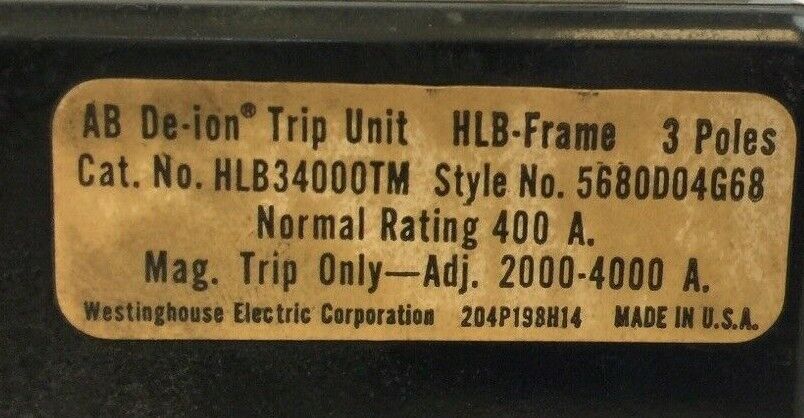 AB De-ion® Trip Unit HLB-Frame 3 Poles
Cat. No. HLB34000TM Style No. 5680D04G68
Normal Rating 400 A.
Mag. Trip Only—Adj. 2000-4000 A.
Westinghouse Electric Corporation 204P198H14 MADE IN U.S.A.